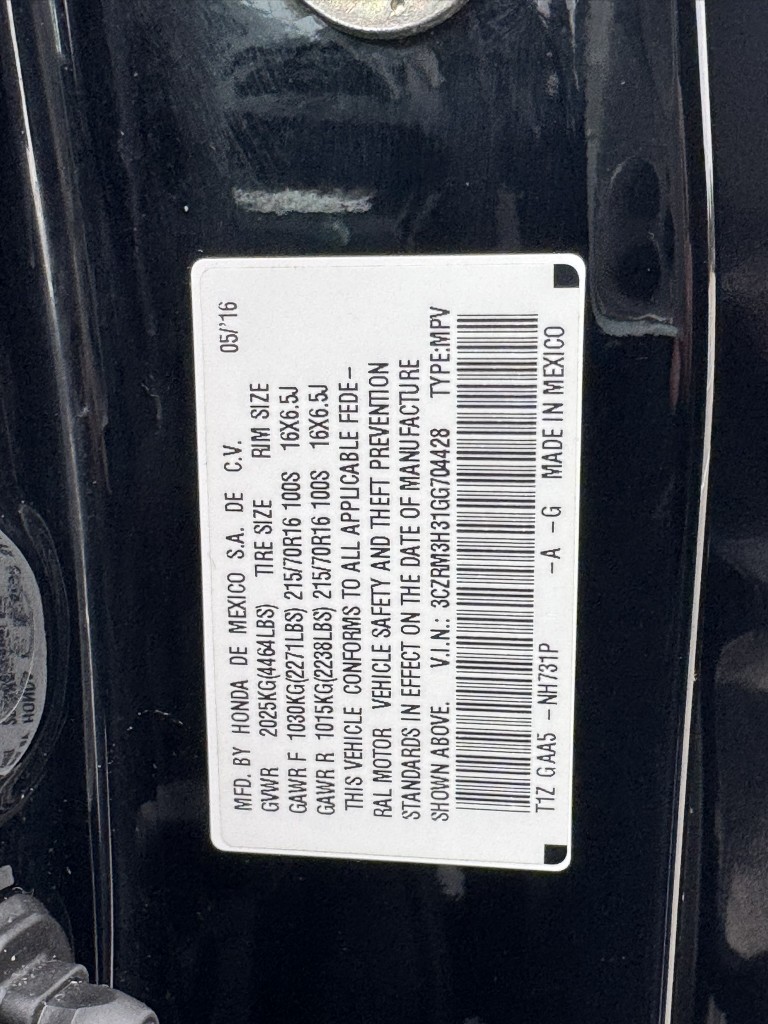 MFD. BY HONDA DE MEXICO S.A. DE C.V. 05/'16
GVWR 2025KG(4464LBS) TIRE SIZE RIM SIZE
GAWR F 1030KG(2271LBS) 215/70R16 100S 16X6.5J
GAWR R 1015KG(2238LBS) 215/70R16 100S 16X6.5J
THIS VEHICLE CONFORMS TO ALL APPLICABLE FEDE-
RAL MOTOR VEHICLE SAFETY AND THEFT PREVENTION
STANDARDS IN EFFECT ON THE DATE OF MANUFACTURE
SHOWN ABOVE. V.I.N.: 3CZRM3H31GG704428 TYPE:MPV
T1Z GAA5 -NH731P -A -G MADE IN MEXICO
HONDA